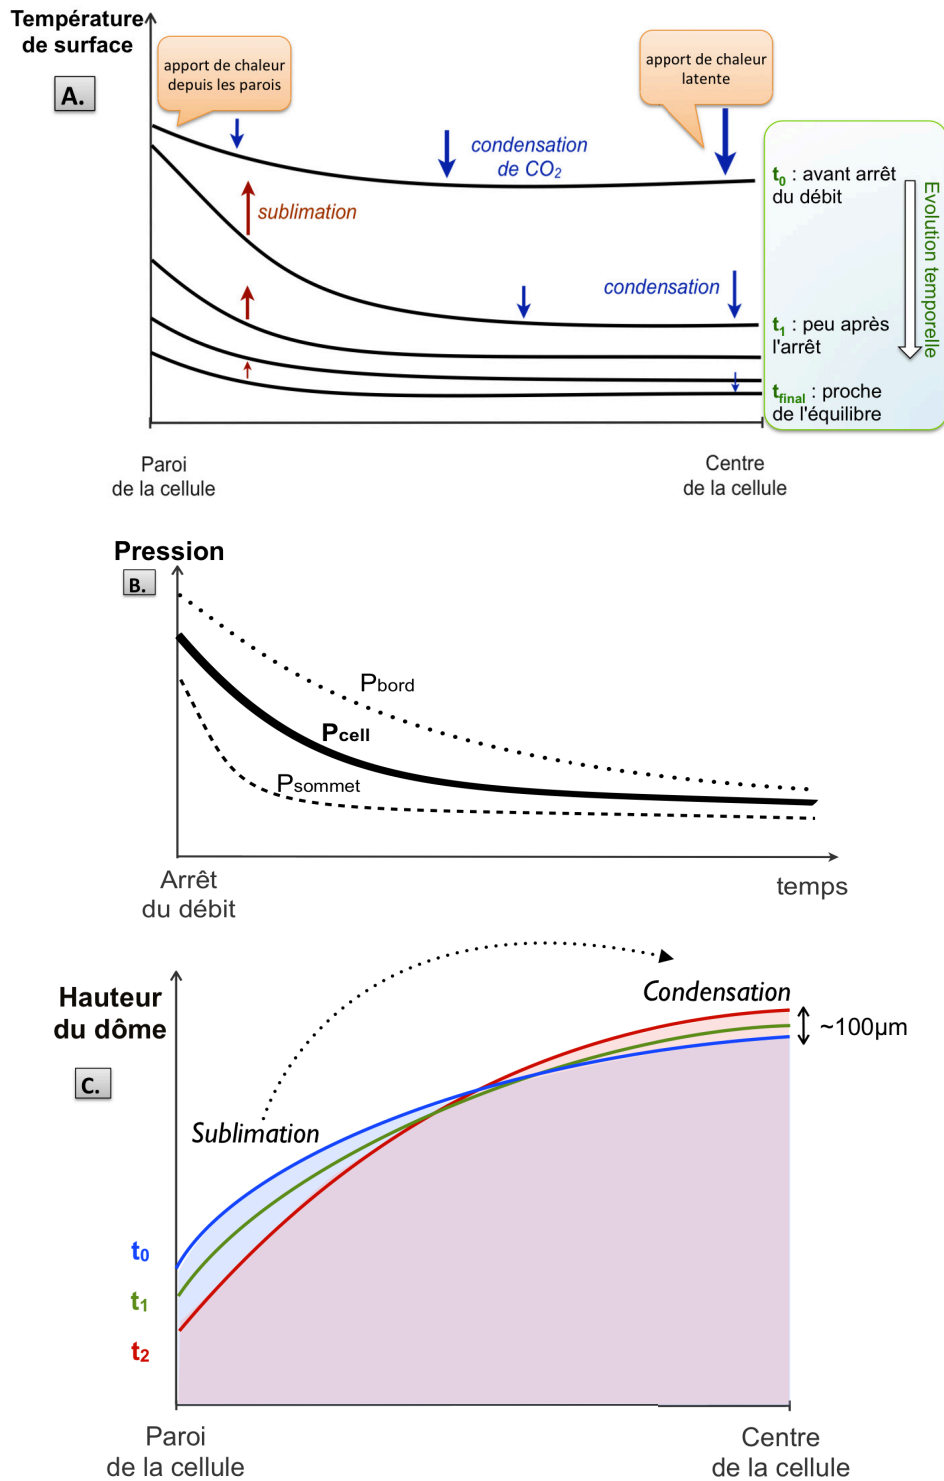 Température
de surface
A.
apport de chaleur
depuis les parois
apport de chaleur
latente
condensation
de CO₂
sublimation
condensation
t₀ : avant arrêt
du débit
t₁ : peu après
l'arrêt
tfinal : proche
de l'équilibre
Evolution temporelle
Paroi
de la cellule
Centre
de la cellule
Pression
B.
Pbord
Pcell
Psommet
Arrêt
du débit
temps
Hauteur
du dôme
C.
Condensation
~100µm
Sublimation
t₀
t₁
t₂
Paroi
de la cellule
Centre
de la cellule